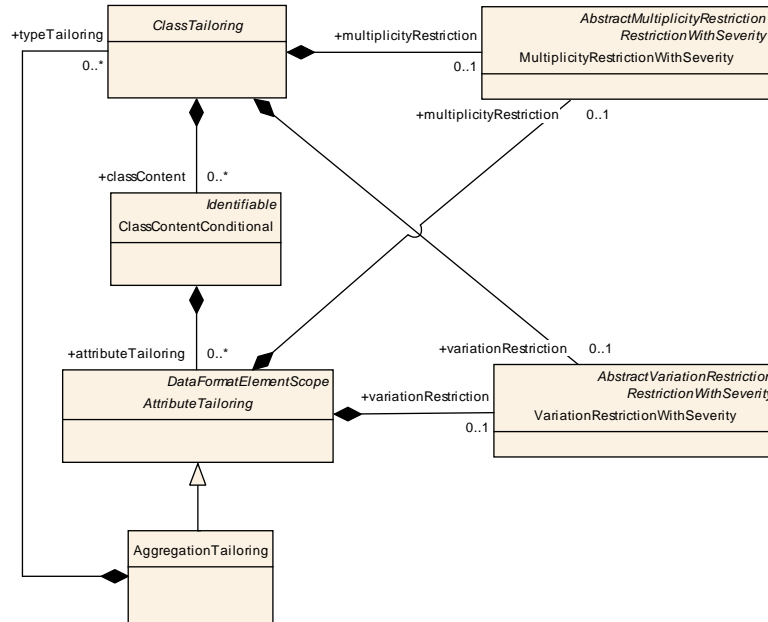 +typeTailoring
0..*
ClassTailoring
+multiplicityRestriction
0..1
AbstractMultiplicityRestriction
RestrictionWithSeverity
MultiplicityRestrictionWithSeverity
+multiplicityRestriction
0..1
+classContent
0..*
Identifiable
ClassContentConditional
+attributeTailoring
0..*
+variationRestriction
0..1
DataFormatElementScope
AttributeTailoring
+variationRestriction
0..1
AbstractVariationRestriction
RestrictionWithSeverity
VariationRestrictionWithSeverity
AggregationTailoring